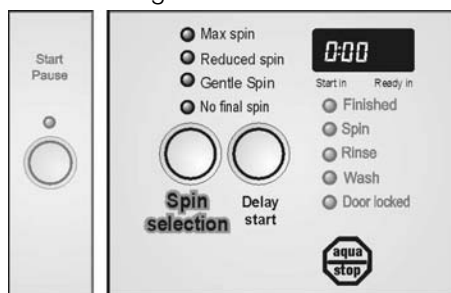 Start
Pause
Max spin
Reduced spin
Gentle Spin
No final spin
Spin
selection
Delay
start
0:00
Start in Ready in
Finished
Spin
Rinse
Wash
Door locked
aqua
stop